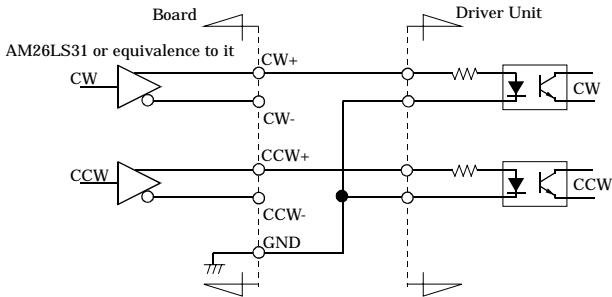 Board
Driver Unit
AM26LS31 or equivalence to it
CW
CW+
CW-
CW
CCW
CCW+
CCW-
CCW
GND